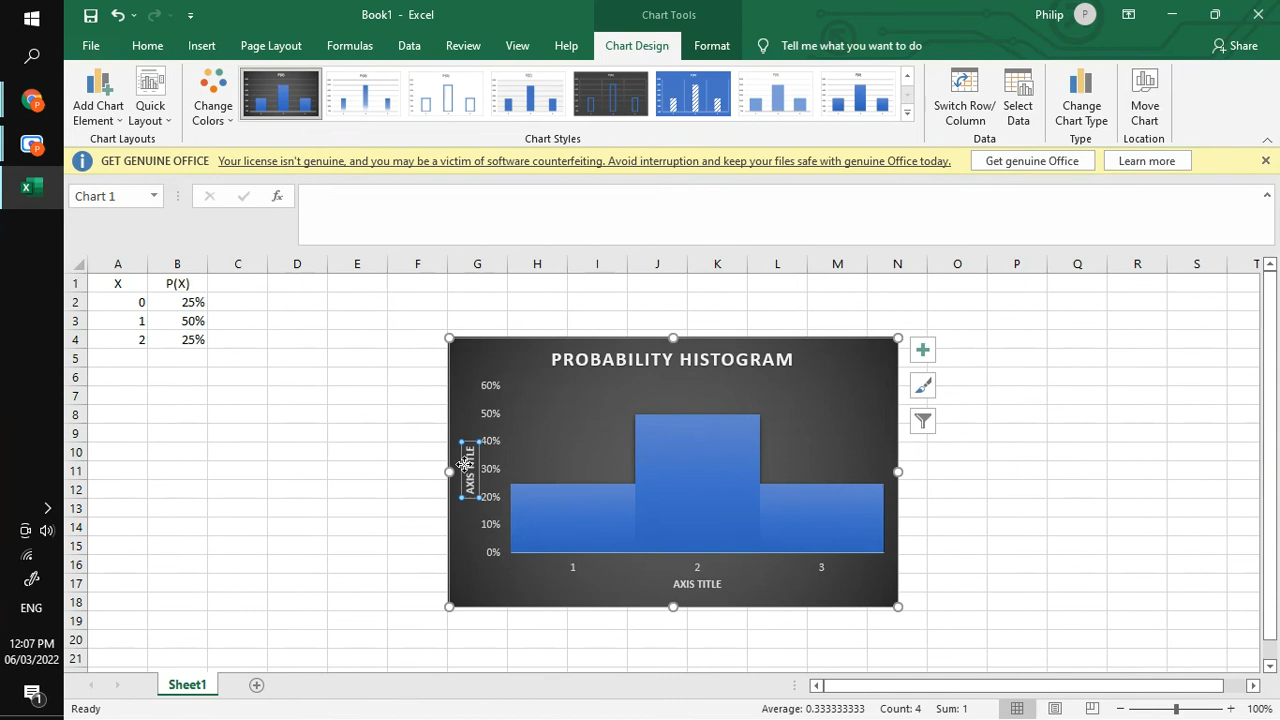 Book1 - Excel
Chart Tools
Philip
P
File
Home
Insert
Page Layout
Formulas
Data
Review
View
Help
Chart Design
Format
Tell me what you want to do
Share
Add Chart
Element
Quick
Layout
Change
Colors
Switch Row/
Column
Select
Data
Change
Chart Type
Move
Chart
Chart Layouts
Chart Styles
Data
Type
Location
GET GENUINE OFFICE
Your license isn't genuine, and you may be a victim of software counterfeiting. Avoid interruption and keep your files safe with genuine Office today.
Get genuine Office
Learn more
Chart 1
fx
A B C D E F G H I J K L M N O P Q R S T
1 X P(X)
2 0 25%
3 1 50%
4 2 25%
5
6
7
8
9
10
11
12
13
14
15
16
17
18
19
20
21
PROBABILITY HISTOGRAM
60%
50%
40%
30%
20%
10%
0%
AXIS TITLE
1 2 3
AXIS TITLE
ENG
12:07 PM
06/03/2022
1
Sheet1
Ready
Average: 0.333333333
Count: 4
Sum: 1
100%